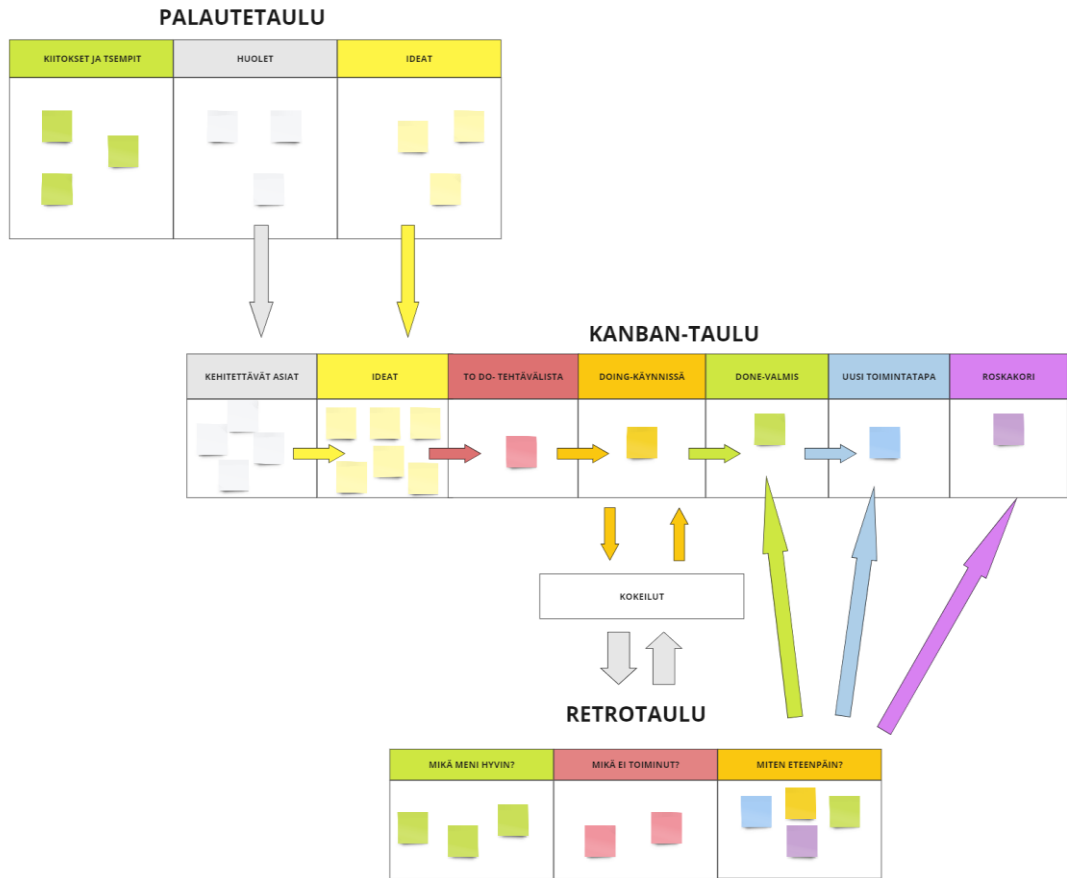 PALAUTETAULU
KIITOKSET JA TSEMPIT
HUOLET
IDEAT
KANBAN-TAULU
KEHITETTÄVÄT ASIAT
IDEAT
TO DO- TEHTÄVÄLISTA
DOING-KÄYNNISSÄ
DONE-VALMIS
UUSI TOIMINTATAPA
ROSKAKORI
KOKEILUT
RETROTAULU
MIKÄ MENI HYVIN?
MIKÄ EI TOIMINUT?
MITEN ETEENPÄIN?